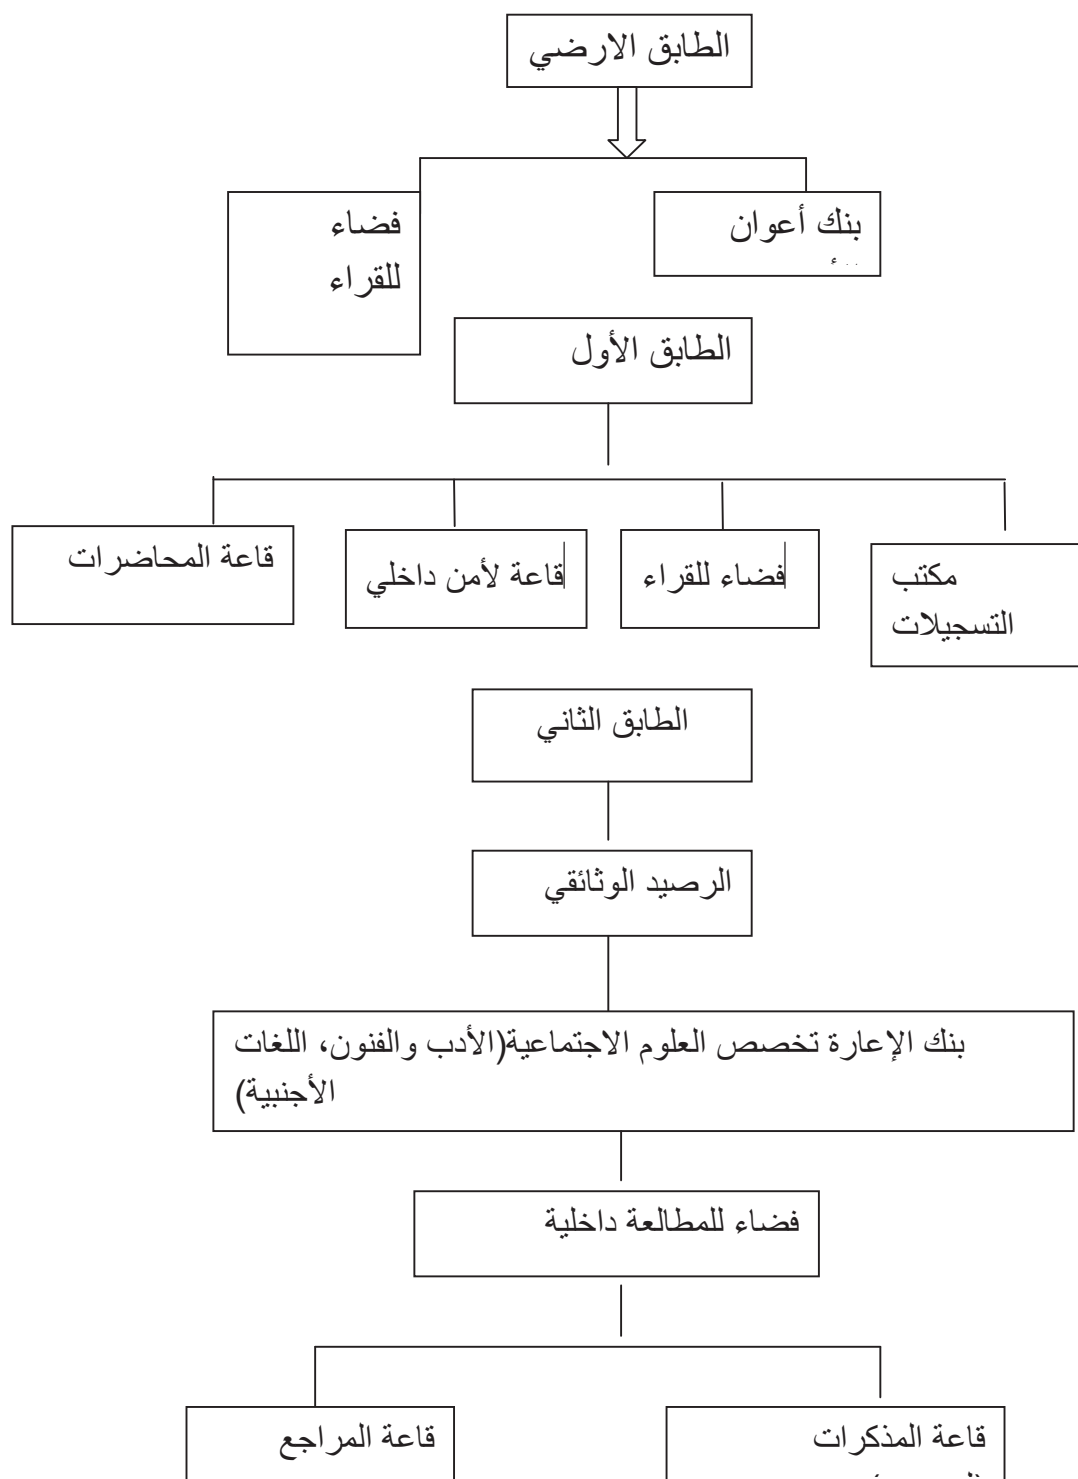 الطابق الارضي
بنك أعوان
فضاء
للقراء
الطابق الأول
مكتب
التسجيلات
فضاء للقراء
قاعة لأمن داخلي
قاعة المحاضرات
الطابق الثاني
الرصيد الوثائقي
بنك الإعارة تخصص العلوم الاجتماعية(الأدب والفنون، اللغات
الأجنبية)
فضاء للمطالعة داخلية
قاعة المذكرات
قاعة المراجع